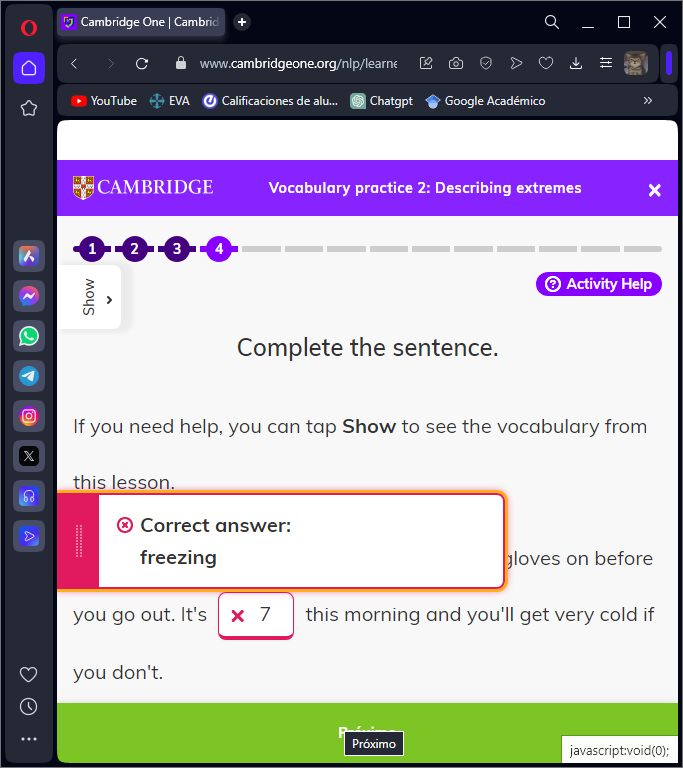 Cambridge One | Cambrid
www.cambridgeone.org/nlp/learne
YouTube
EVA
Calificaciones de alu...
Chatgpt
Google Académico
»
CAMBRIDGE
Vocabulary practice 2: Describing extremes
1 2 3 4
Show
? Activity Help
Complete the sentence.
If you need help, you can tap Show to see the vocabulary from
this lesson.
Correct answer:
freezing
gloves on before
you go out. It's 7 this morning and you'll get very cold if
you don't.
Próximo
Próximo
javascript:void(0);